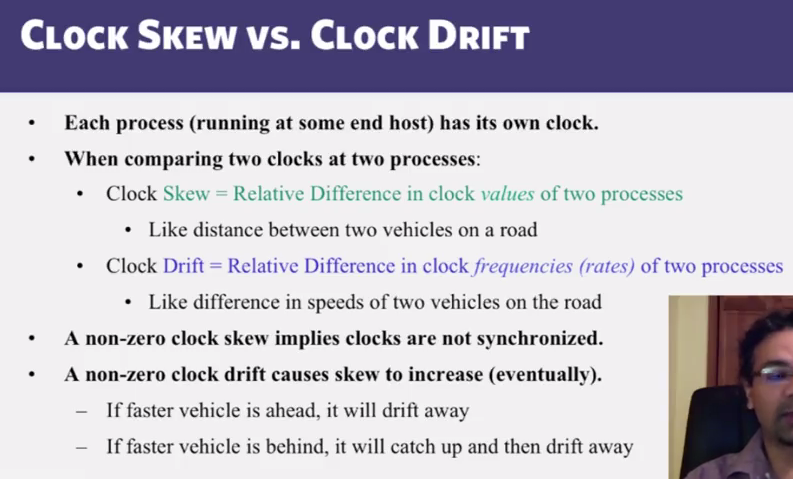 CLOCK SKEW VS. CLOCK DRIFT
• Each process (running at some end host) has its own clock.
• When comparing two clocks at two processes:
• Clock Skew = Relative Difference in clock values of two processes
• Like distance between two vehicles on a road
• Clock Drift = Relative Difference in clock frequencies (rates) of two processes
• Like difference in speeds of two vehicles on the road
• A non-zero clock skew implies clocks are not synchronized.
• A non-zero clock drift causes skew to increase (eventually).
– If faster vehicle is ahead, it will drift away
– If faster vehicle is behind, it will catch up and then drift away